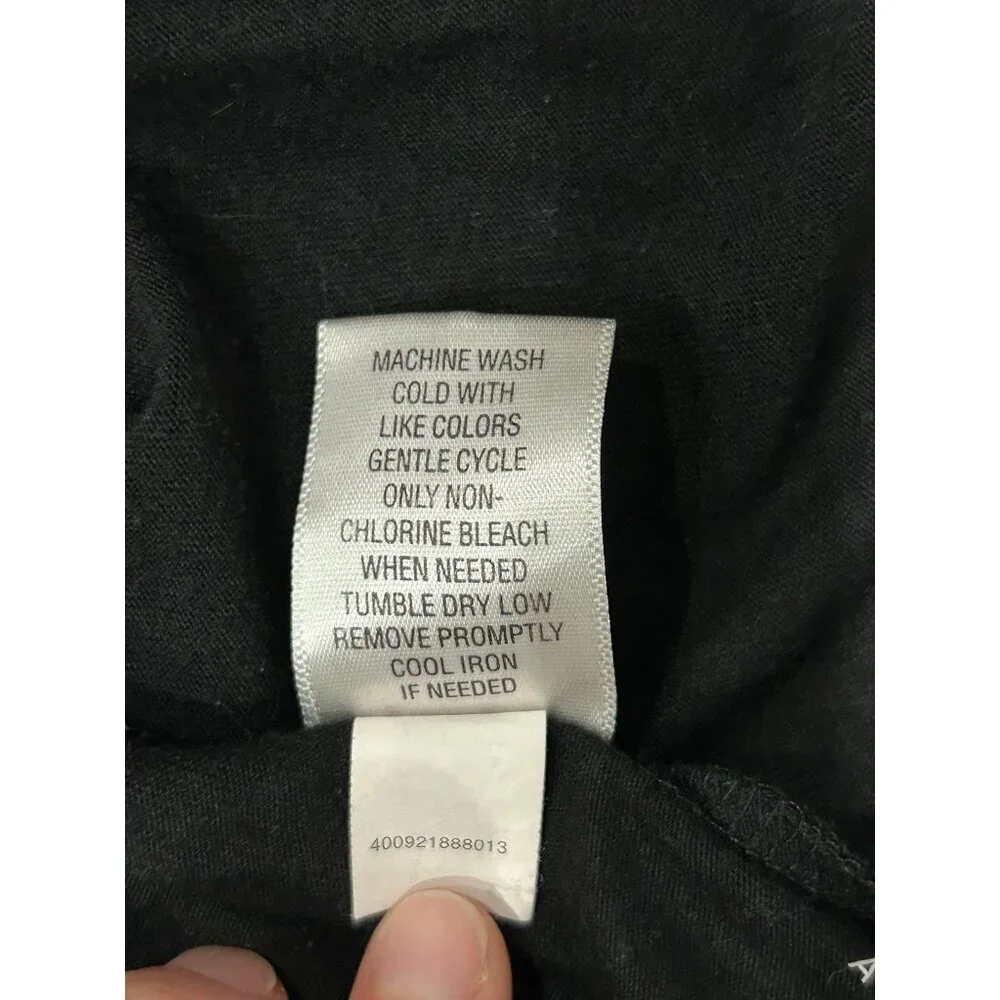 MACHINE WASH
COLD WITH
LIKE COLORS
GENTLE CYCLE
ONLY NON-
CHLORINE BLEACH
WHEN NEEDED
TUMBLE DRY LOW
REMOVE PROMPTLY
COOL IRON
IF NEEDED
400921888013